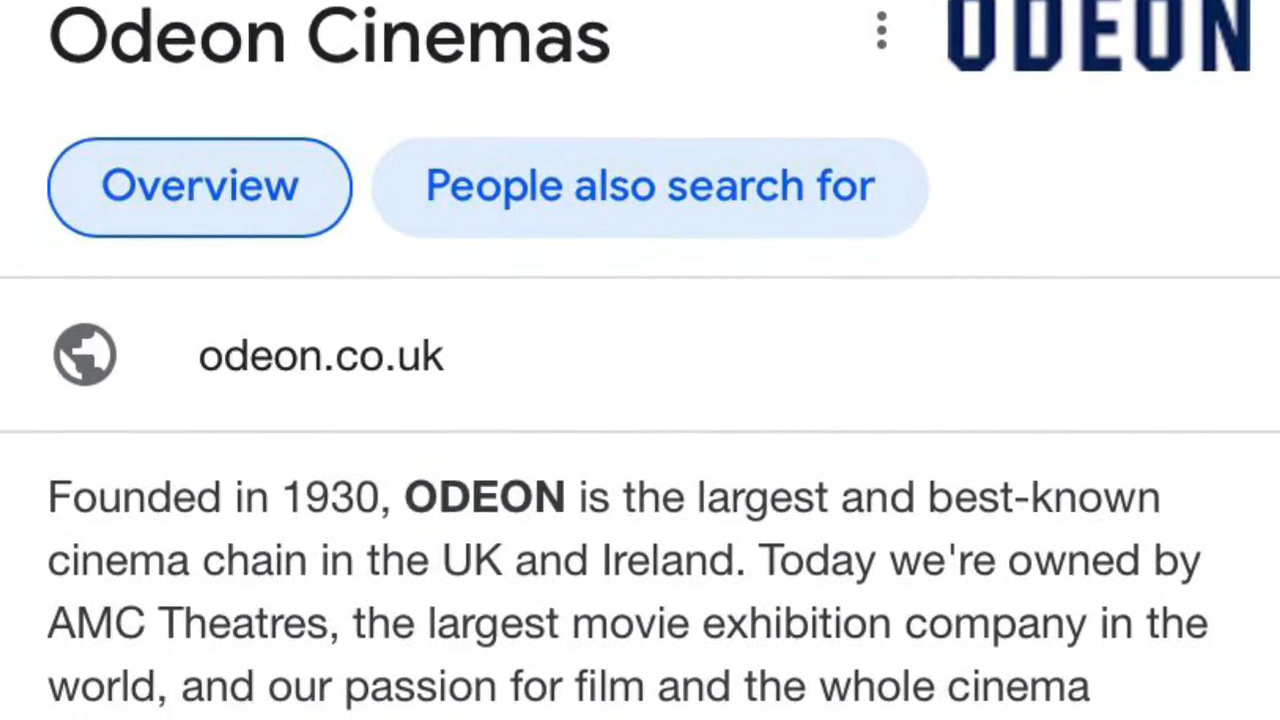 Odeon Cinemas
ODEON
Overview
People also search for
odeon.co.uk
Founded in 1930, ODEON is the largest and best-known
cinema chain in the UK and Ireland. Today we're owned by
AMC Theatres, the largest movie exhibition company in the
world, and our passion for film and the whole cinema